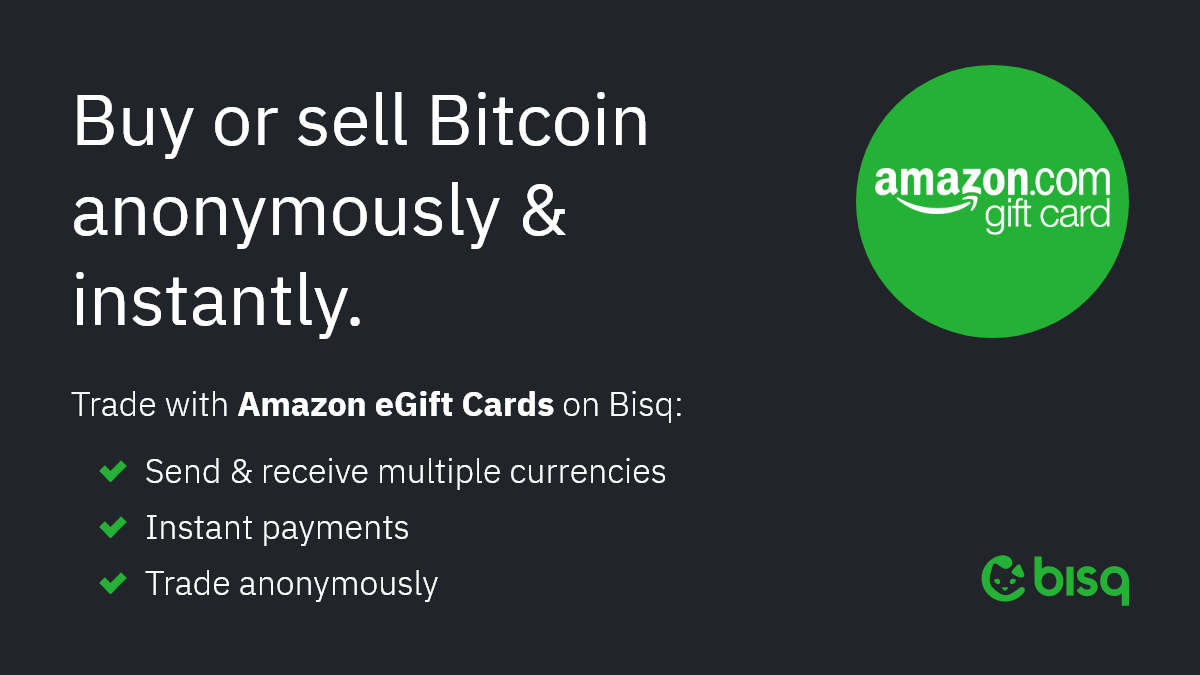 Buy or sell Bitcoin
anonymously &
instantly.
amazon.com
gift card
Trade with Amazon eGift Cards on Bisq:
Send & receive multiple currencies
Instant payments
Trade anonymously
bisq